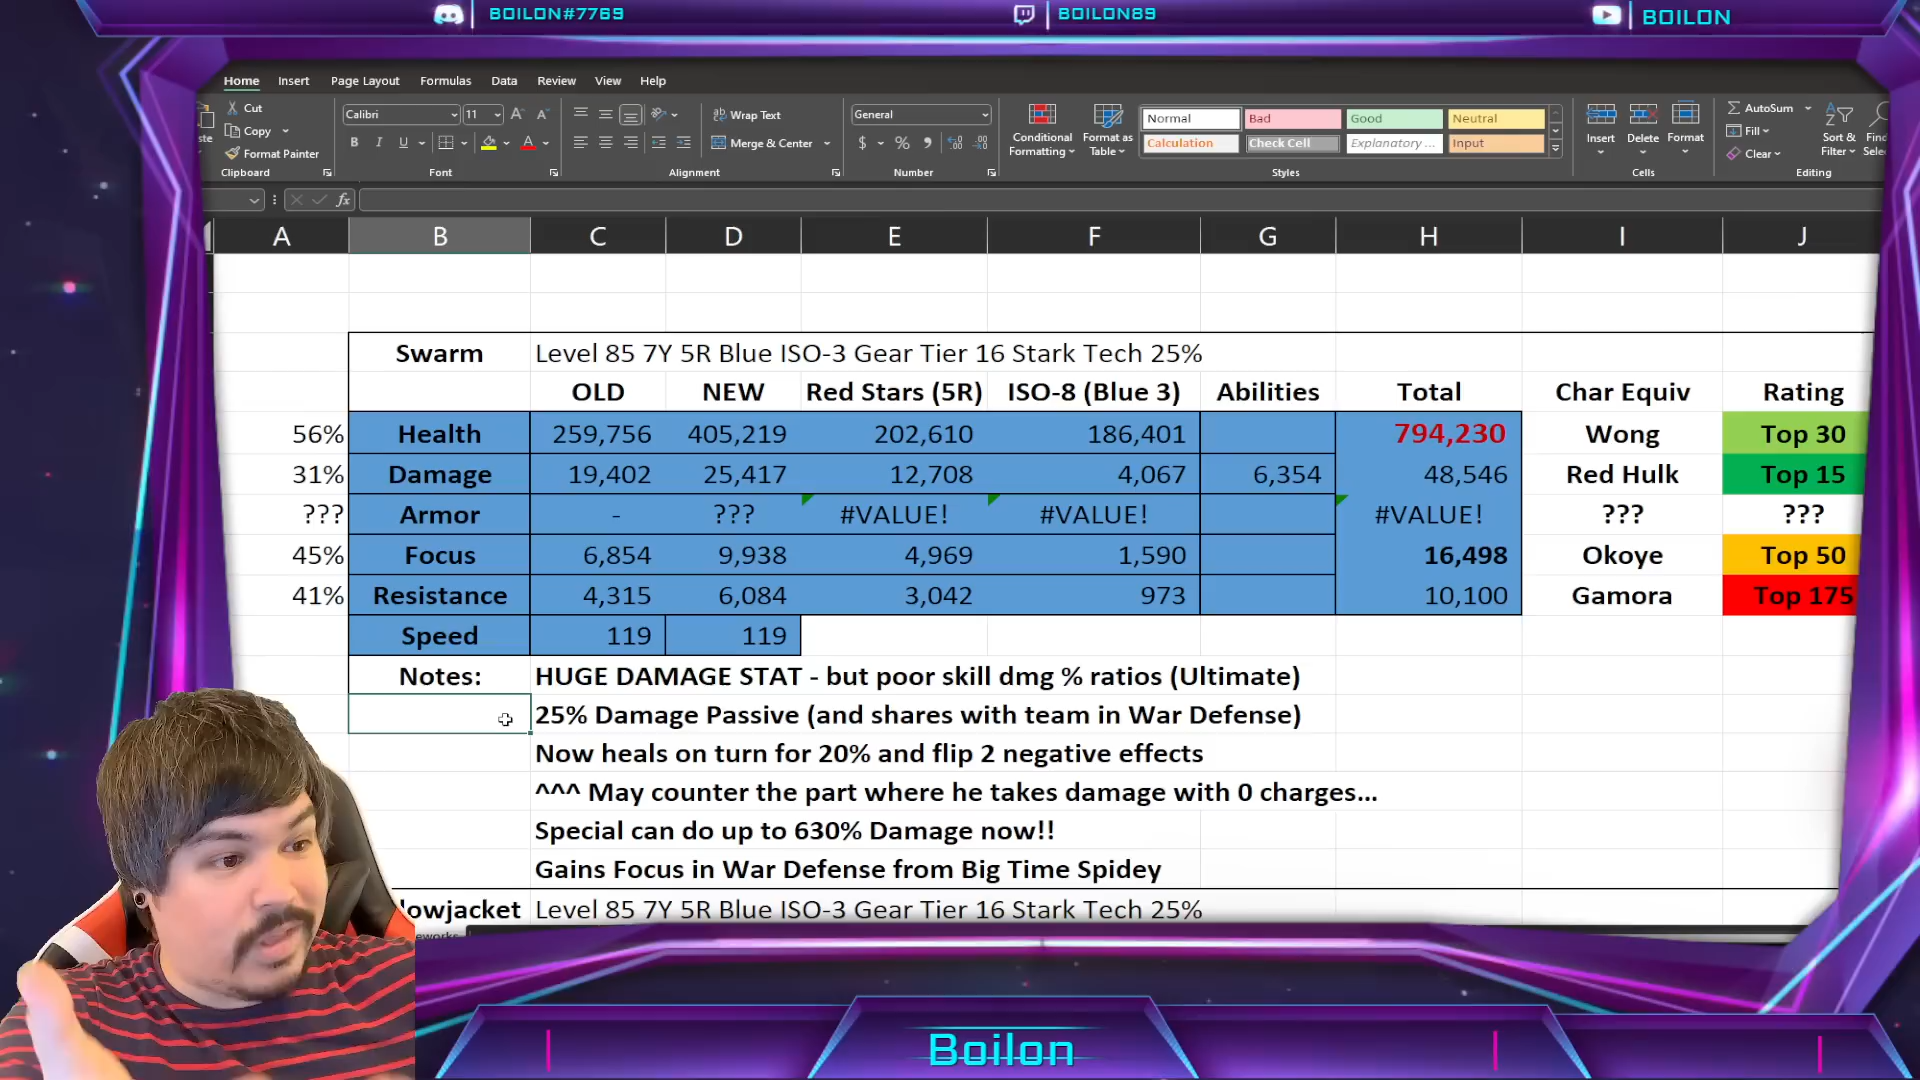 BOILON#7769 BOILON89 BOILON
Home Insert Page Layout Formulas Data Review View Help
Cut
Copy
Format Painter
Clipboard
Calibri 11
B I U
Font
Wrap Text
Merge & Center
Alignment
General
$ %
Number
Conditional Formatting
Format as Table
Normal Bad Good Neutral
Calculation Check Cell Explanatory ... Input
Styles
Insert Delete Format
Cells
AutoSum
Fill
Clear
Sort & Filter
Editing
fx
A B C D E F G H I J
Swarm Level 85 7Y 5R Blue ISO-3 Gear Tier 16 Stark Tech 25%
OLD NEW Red Stars (5R) ISO-8 (Blue 3) Abilities Total Char Equiv Rating
56% Health 259,756 405,219 202,610 186,401 794,230 Wong Top 30
31% Damage 19,402 25,417 12,708 4,067 6,354 48,546 Red Hulk Top 15
??? Armor - ??? #VALUE! #VALUE! #VALUE! ??? ???
45% Focus 6,854 9,938 4,969 1,590 16,498 Okoye Top 50
41% Resistance 4,315 6,084 3,042 973 10,100 Gamora Top 175
Speed 119 119
Notes: HUGE DAMAGE STAT - but poor skill dmg % ratios (Ultimate)
25% Damage Passive (and shares with team in War Defense)
Now heals on turn for 20% and flip 2 negative effects
^^^ May counter the part where he takes damage with 0 charges...
Special can do up to 630% Damage now!!
Gains Focus in War Defense from Big Time Spidey
lowjacket Level 85 7Y 5R Blue ISO-3 Gear Tier 16 Stark Tech 25%
Boilon